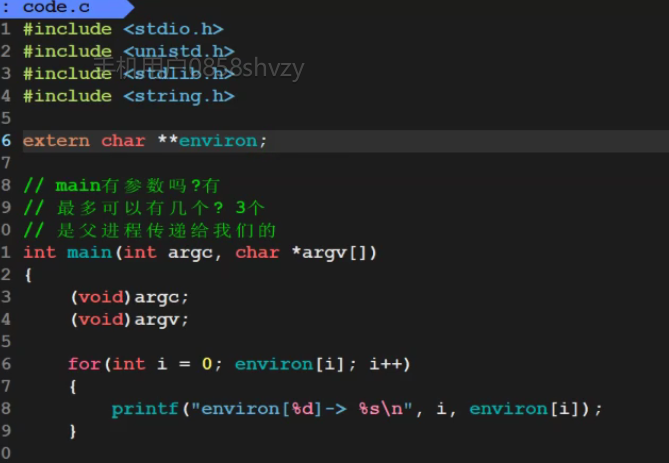 : code.c
1 #include <stdio.h>
2 #include <unistd.h>
手机用户0858shvzy
3 #include <stdlib.h>
4 #include <string.h>
5
6 extern char **environ;
7
8 // main有参数吗?有
9 // 最多可以有几个? 3个
0 // 是父进程传递给我们的
1 int main(int argc, char *argv[])
2 {
3     (void)argc;
4     (void)argv;
5
6     for(int i = 0; environ[i]; i++)
7     {
8         printf("environ[%d]-> %s\n", i, environ[i]);
9     }
0